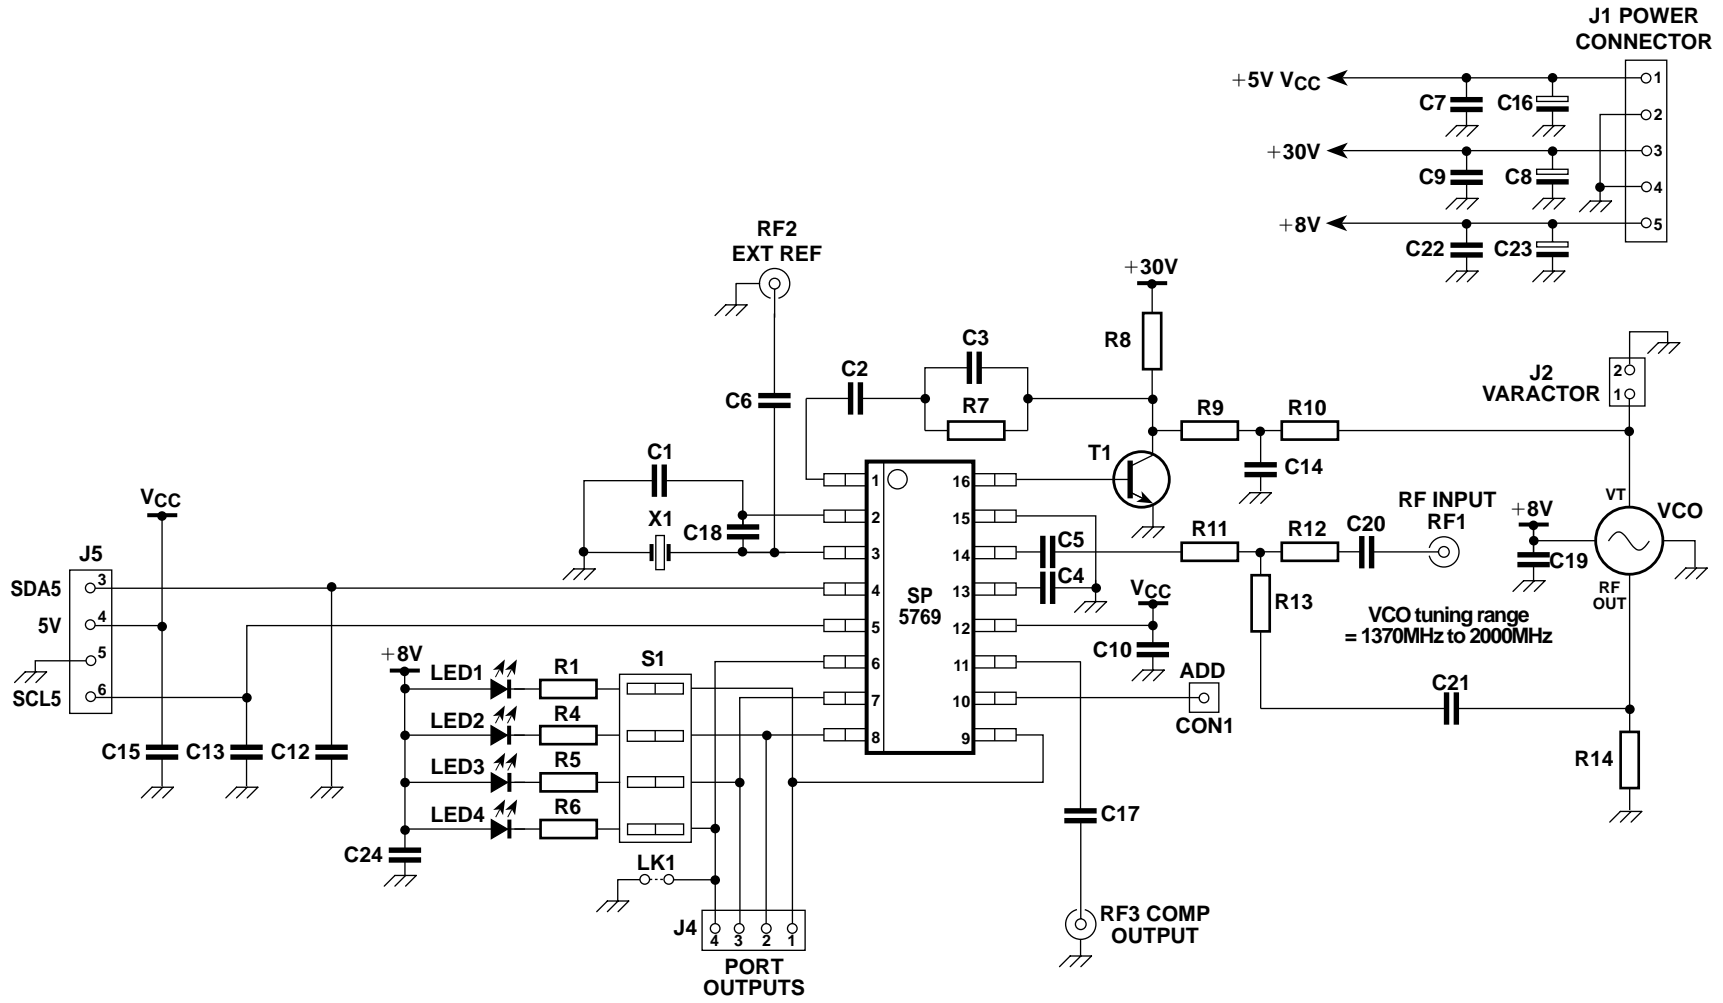 J1 POWER
CONNECTOR
+5V VCC
C7
C16
1
2
+30V
C9
C8
3
4
+8V
C22
C23
5
RF2
EXT REF
+30V
R8
C3
C2
R7
C6
J2
VARACTOR
2
1
R9
R10
C14
T1
C1
X1
C18
VCC
J5
SDA5
3
5V
4
5
SCL5
6
C15
C13
C12
SP
5769
1
2
3
4
5
6
7
8
16
15
14
13
12
11
10
9
C5
C4
VCC
C10
R11
R12
C20
RF INPUT
RF1
R13
+8V
C19
VT
VCO
RF
OUT
VCO tuning range
= 1370MHz to 2000MHz
ADD
CON1
C21
R14
+8V
LED1
R1
S1
LED2
R4
LED3
R5
LED4
R6
C24
LK1
C17
J4
4
3
2
1
PORT
OUTPUTS
RF3 COMP
OUTPUT